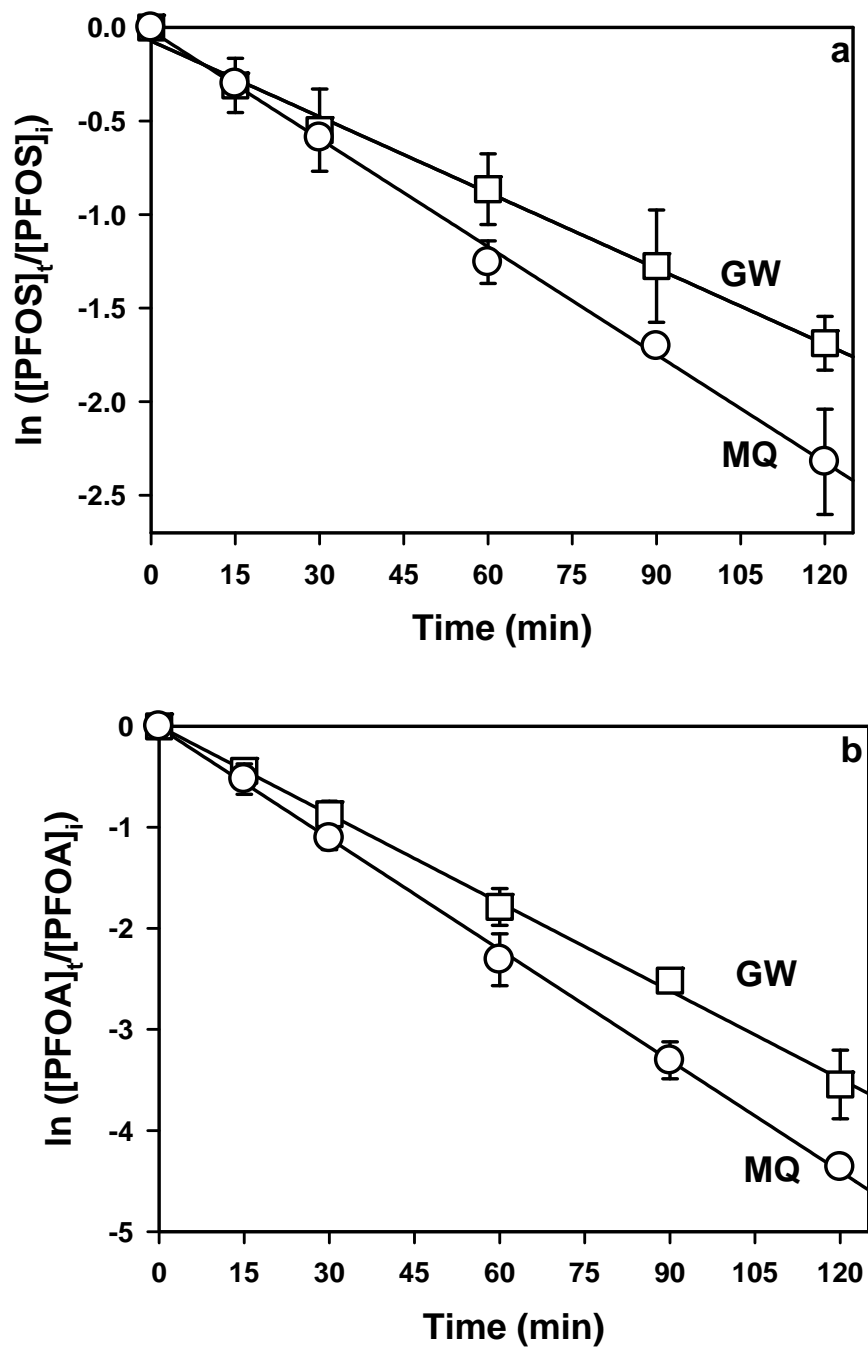 a
0.0
-0.5
-1.0
-1.5
-2.0
-2.5
ln ([PFOS]t/[PFOS]i)
GW
MQ
0 15 30 45 60 75 90 105 120
Time (min)
b
0
-1
-2
-3
-4
-5
ln ([PFOA]t/[PFOA]i)
GW
MQ
0 15 30 45 60 75 90 105 120
Time (min)